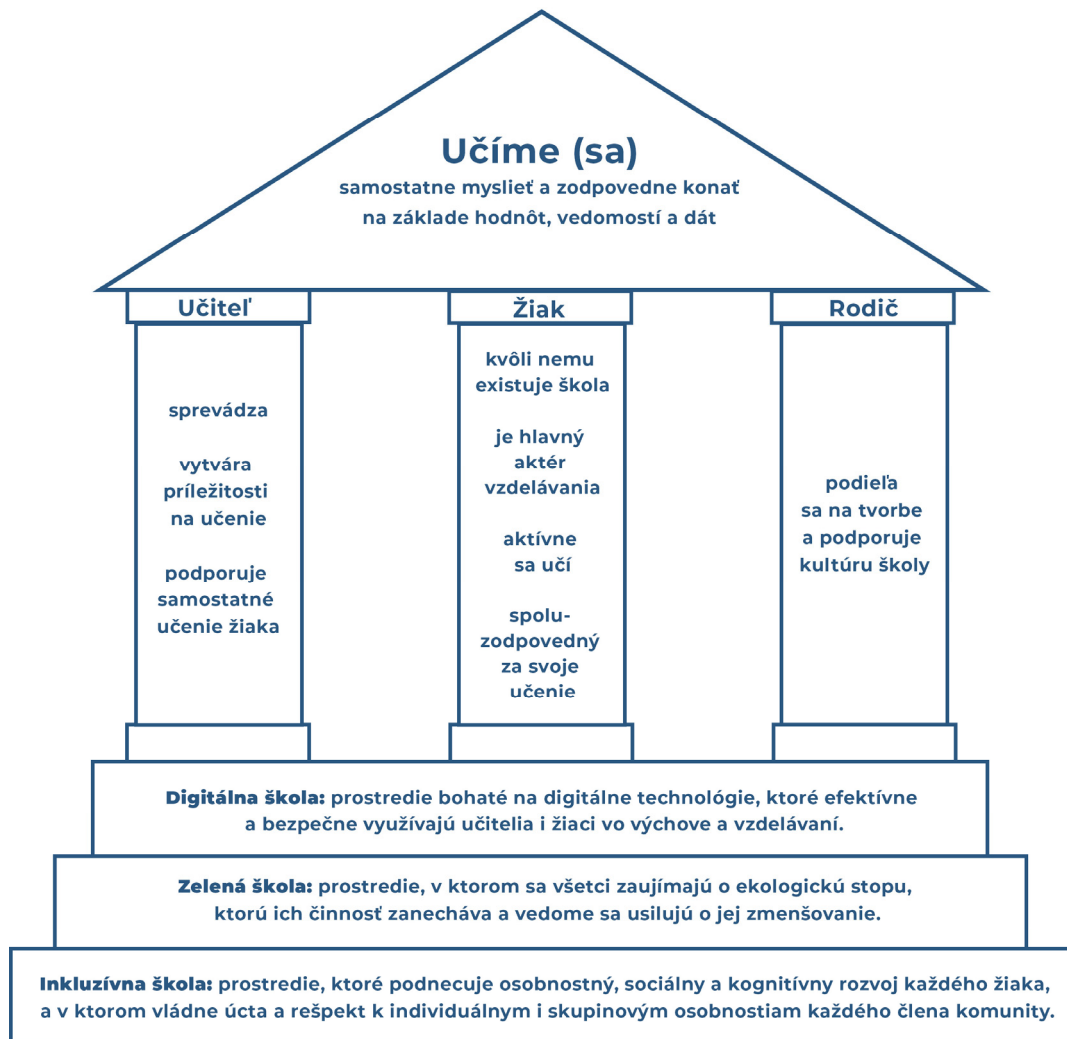 Učíme (sa)
samostatne myslieť a zodpovedne konať
na základe hodnôt, vedomostí a dát
Učiteľ
sprevádza
vytvára
príležitosti
na učenie
podporuje
samostatné
učenie žiaka
Žiak
kvôli nemu
existuje škola
je hlavný
aktér
vzdelávania
aktívne
sa učí
spolu-
zodpovedný
za svoje
učenie
Rodič
podieľa
sa na tvorbe
a podporuje
kultúru školy
Digitálna škola: prostredie bohaté na digitálne technológie, ktoré efektívne
a bezpečne využívajú učitelia i žiaci vo výchove a vzdelávaní.
Zelená škola: prostredie, v ktorom sa všetci zaujímajú o ekologickú stopu,
ktorú ich činnosť zanecháva a vedome sa usilujú o jej zmenšovanie.
Inkluzívna škola: prostredie, ktoré podnecuje osobnostný, sociálny a kognitívny rozvoj každého žiaka,
a v ktorom vládne úcta a rešpekt k individuálnym i skupinovým osobnostiam každého člena komunity.